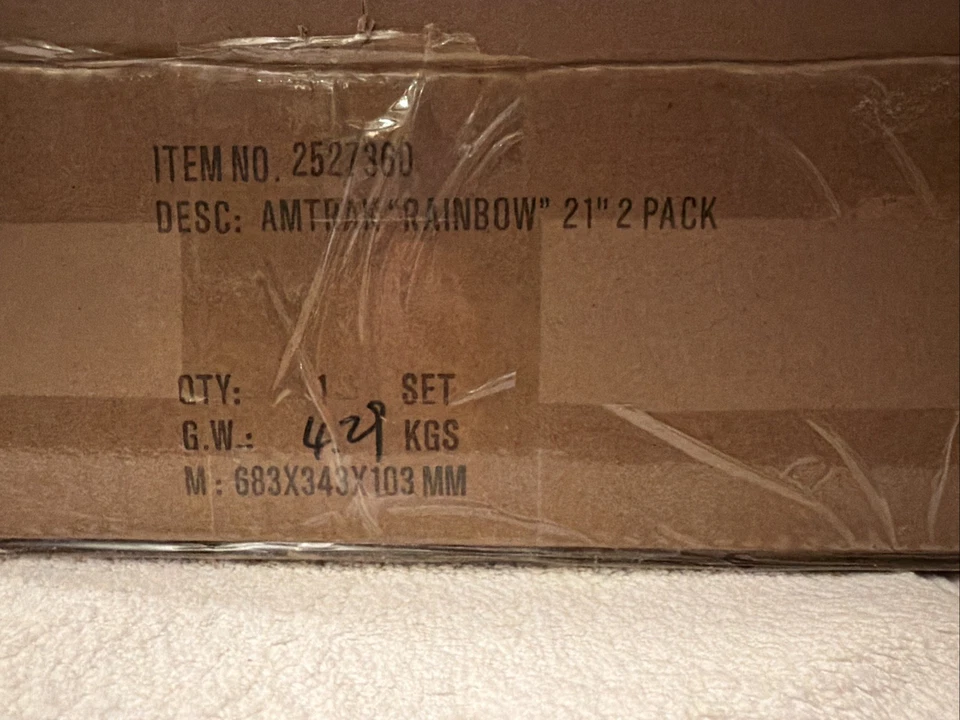 ITEM NO. 2527360
DESC: AMTRAK "RAINBOW" 21" 2 PACK
QTY: 1 SET
G.W.: 4.29 KGS
M: 683X343X103 MM